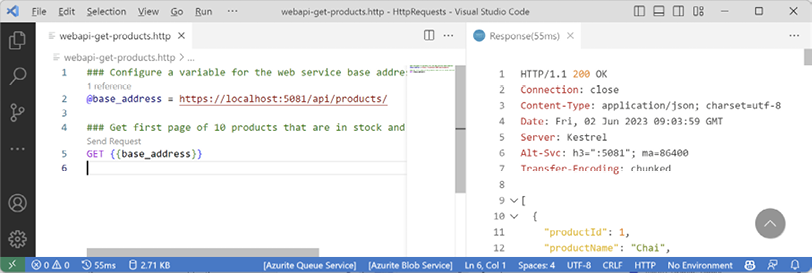 File Edit Selection View Go Run ··· webapi-get-products.http - HttpRequests - Visual Studio Code
webapi-get-products.http
webapi-get-products.http > ...
1 ### Configure a variable for the web service base addres
1 reference
2 @base_address = https://localhost:5081/api/products/
3
4 ### Get first page of 10 products that are in stock and
Send Request
5 GET {{base_address}}
6
Response(55ms)
1 HTTP/1.1 200 OK
2 Connection: close
3 Content-Type: application/json; charset=utf-8
4 Date: Fri, 02 Jun 2023 09:03:59 GMT
5 Server: Kestrel
6 Alt-Svc: h3=":5081"; ma=86400
7 Transfer-Encoding: chunked
8
9 [
10 {
11 "productId": 1,
12 "productName": "Chai",
0 0 55ms 2.71 KB [Azurite Queue Service] [Azurite Blob Service] Ln 6, Col 1 Spaces: 4 UTF-8 CRLF HTTP No Environment